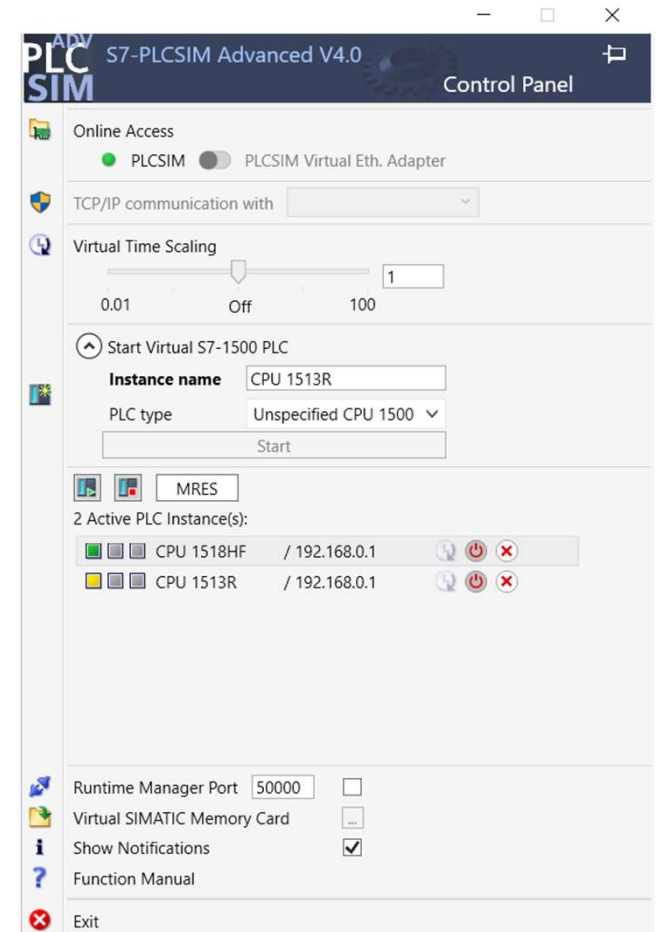 PLC ADV
SIM
S7-PLCSIM Advanced V4.0
Control Panel
Online Access
PLCSIM PLCSIM Virtual Eth. Adapter
TCP/IP communication with
Virtual Time Scaling
1
0.01 Off 100
Start Virtual S7-1500 PLC
Instance name CPU 1513R
PLC type Unspecified CPU 1500
Start
MRES
2 Active PLC Instance(s):
CPU 1518HF / 192.168.0.1
CPU 1513R / 192.168.0.1
Runtime Manager Port 50000
Virtual SIMATIC Memory Card ...
Show Notifications
Function Manual
Exit